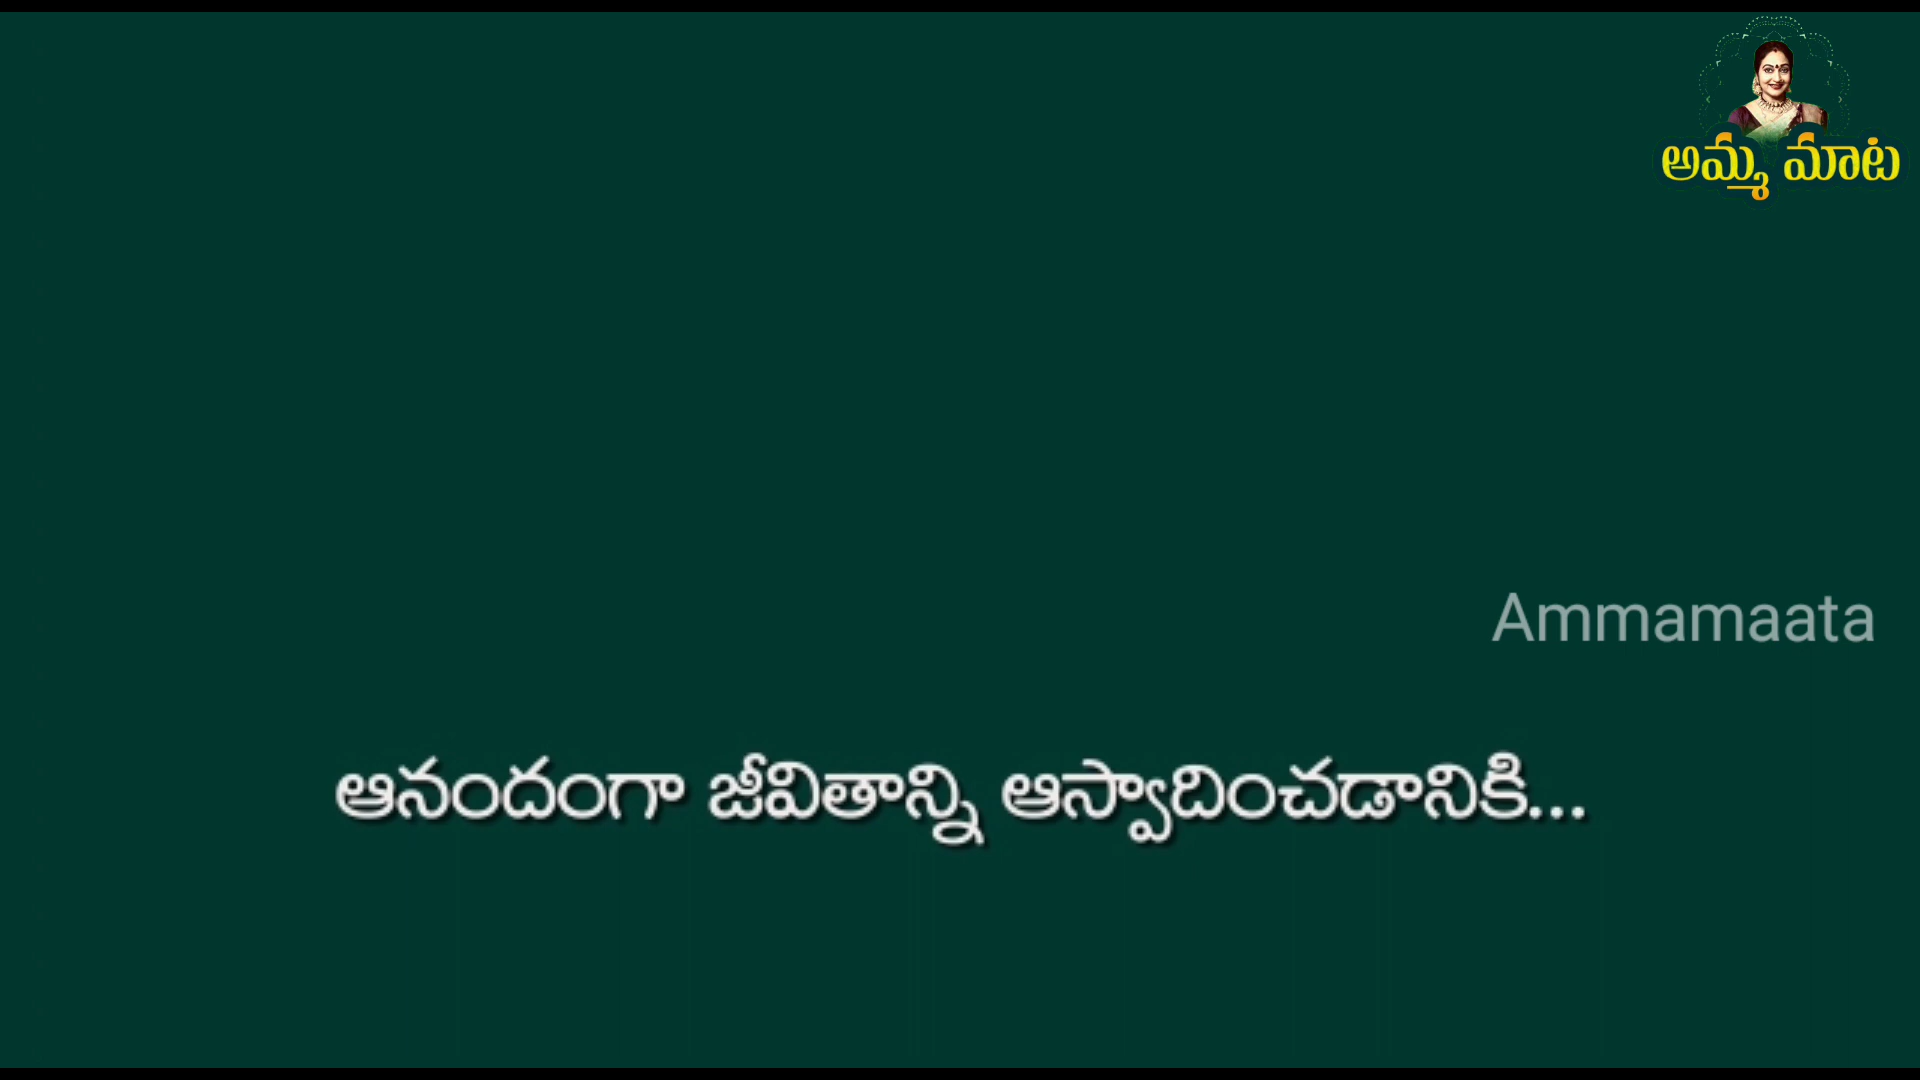 అమ్మ మాట
Ammamaata
ఆనందంగా జీవితాన్ని ఆస్వాదించడానికి...